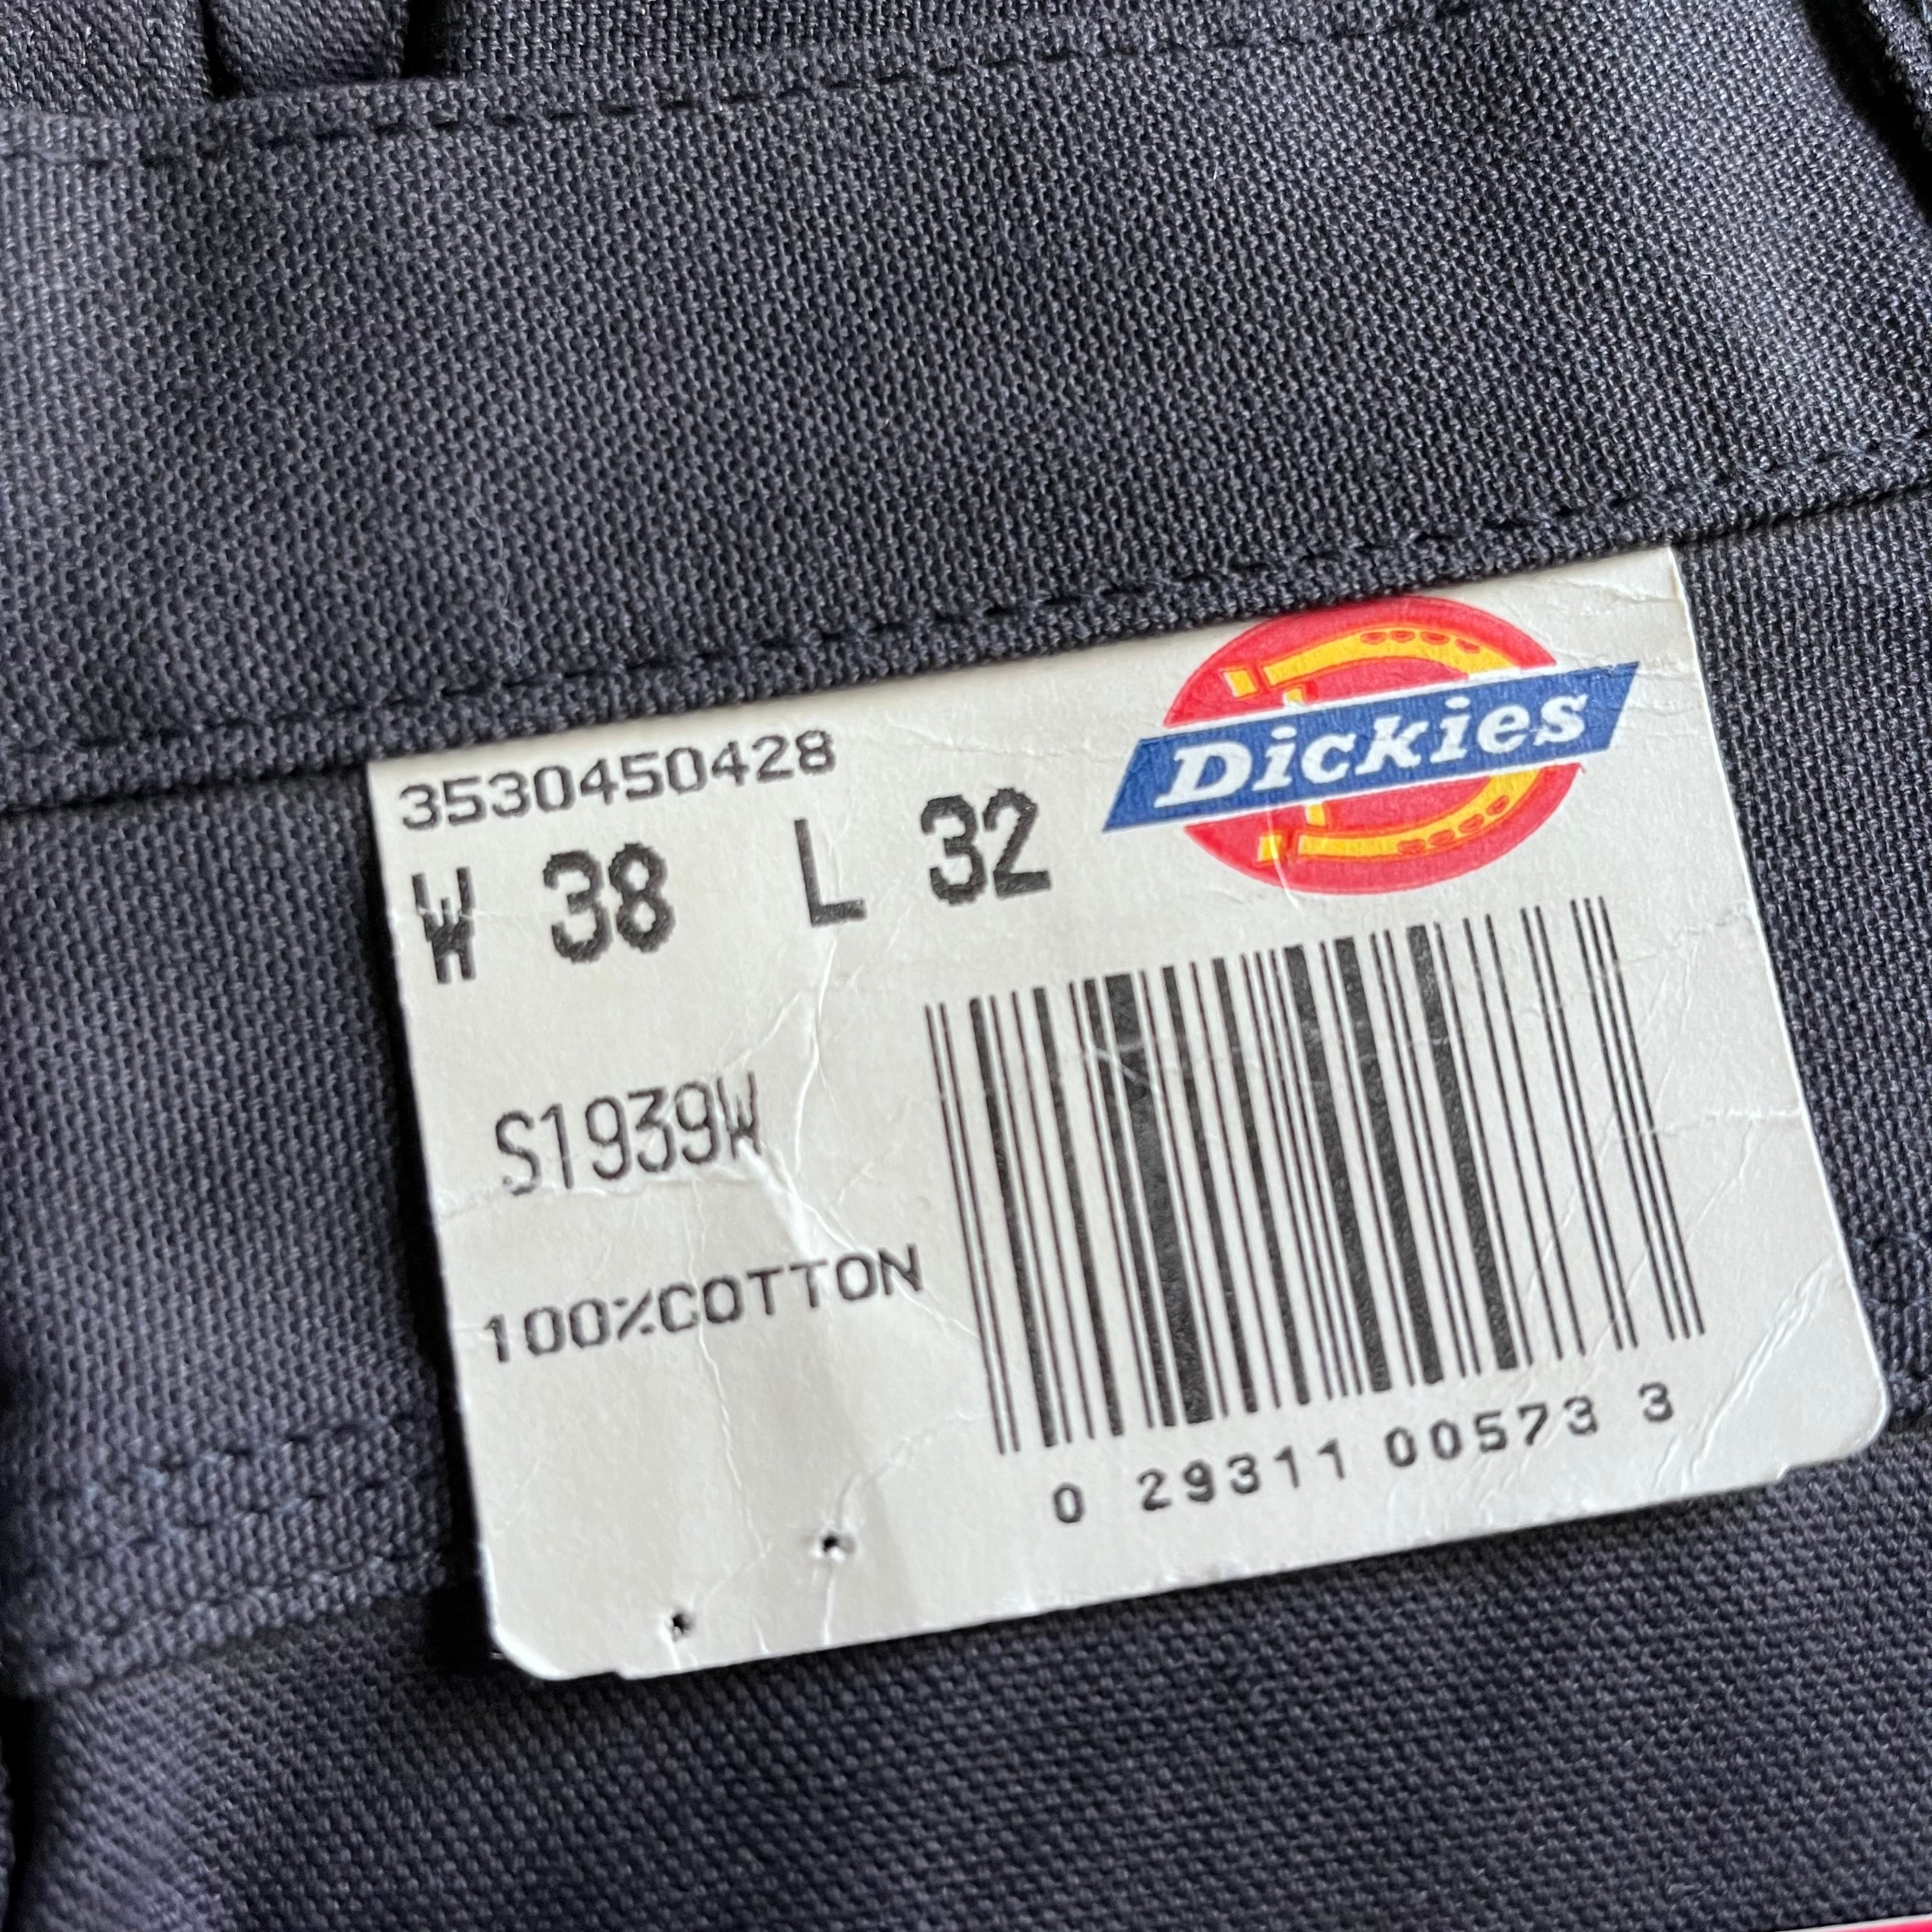 3530450428
Dickies
W 38 L 32
S1939W
100%COTTON
0 29311 00573 3